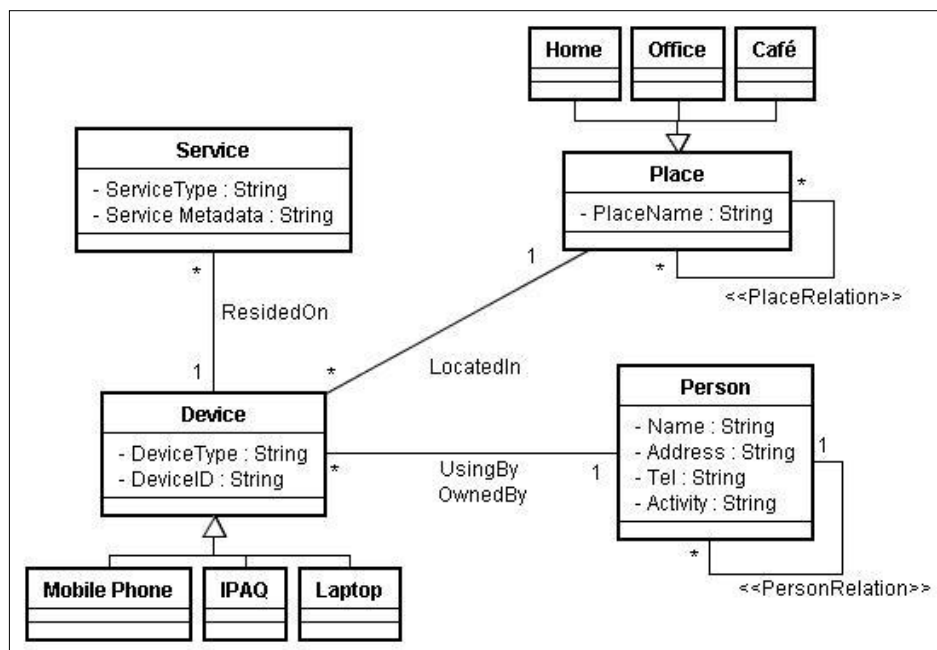 Home
Office
Café
Service
- ServiceType : String
- Service Metadata : String
Place
- PlaceName : String
*
*
<<PlaceRelation>>
*
ResidedOn
1
1
*
LocatedIn
Device
- DeviceType : String
- DeviceID : String
*
UsingBy
OwnedBy
1
Person
- Name : String
- Address : String
- Tel : String
- Activity : String
1
*
<<PersonRelation>>
Mobile Phone
IPAQ
Laptop